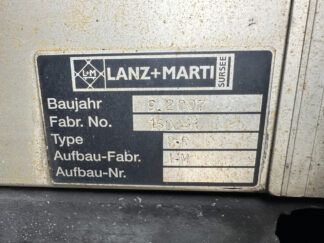 L+M LANZ+MARTI SURSEE
Baujahr
Fabr. No.
Type
Aufbau-Fabr. L+M
Aufbau-Nr.